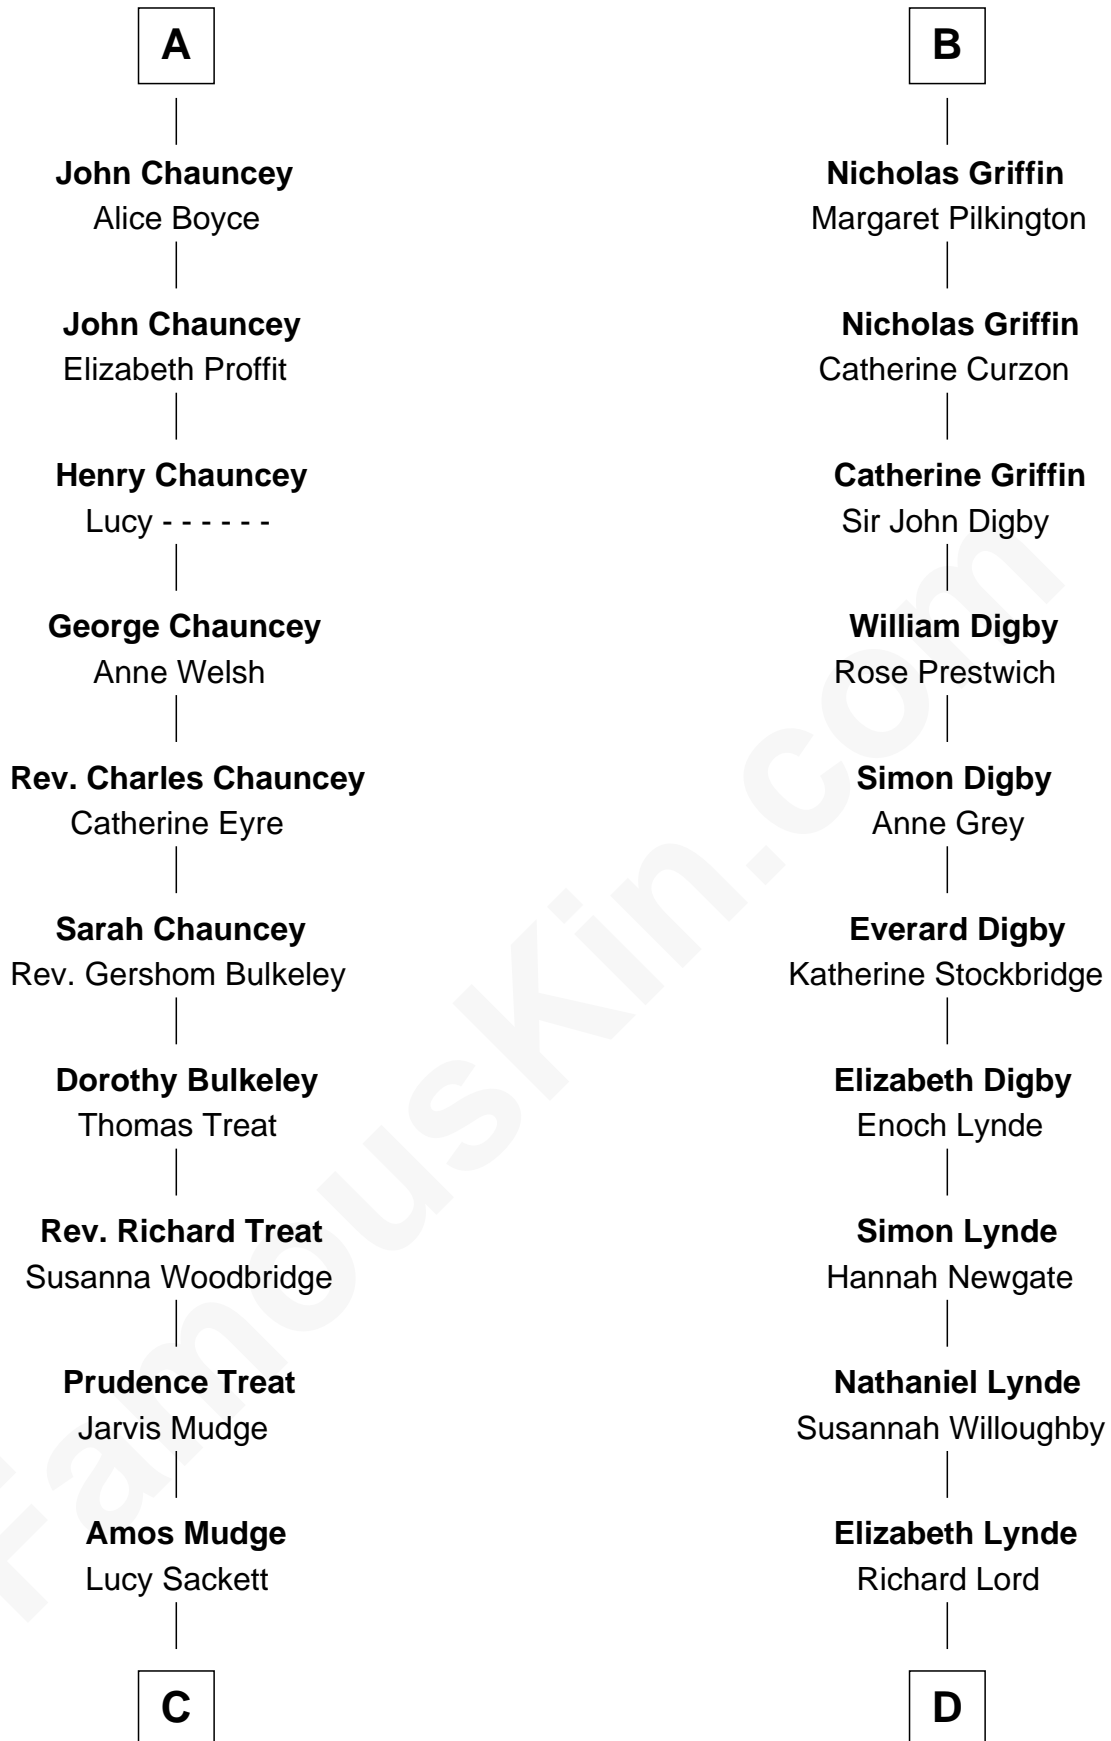 A
John Chauncey
Alice Boyce
John Chauncey
Elizabeth Proffit
Henry Chauncey
Lucy - - - - - -
George Chauncey
Anne Welsh
Rev. Charles Chauncey
Catherine Eyre
Sarah Chauncey
Rev. Gershom Bulkeley
Dorothy Bulkeley
Thomas Treat
Rev. Richard Treat
Susanna Woodbridge
Prudence Treat
Jarvis Mudge
Amos Mudge
Lucy Sackett
C
B
Nicholas Griffin
Margaret Pilkington
Nicholas Griffin
Catherine Curzon
Catherine Griffin
Sir John Digby
William Digby
Rose Prestwich
Simon Digby
Anne Grey
Everard Digby
Katherine Stockbridge
Elizabeth Digby
Enoch Lynde
Simon Lynde
Hannah Newgate
Nathaniel Lynde
Susannah Willoughby
Elizabeth Lynde
Richard Lord
D
FamousKin.com